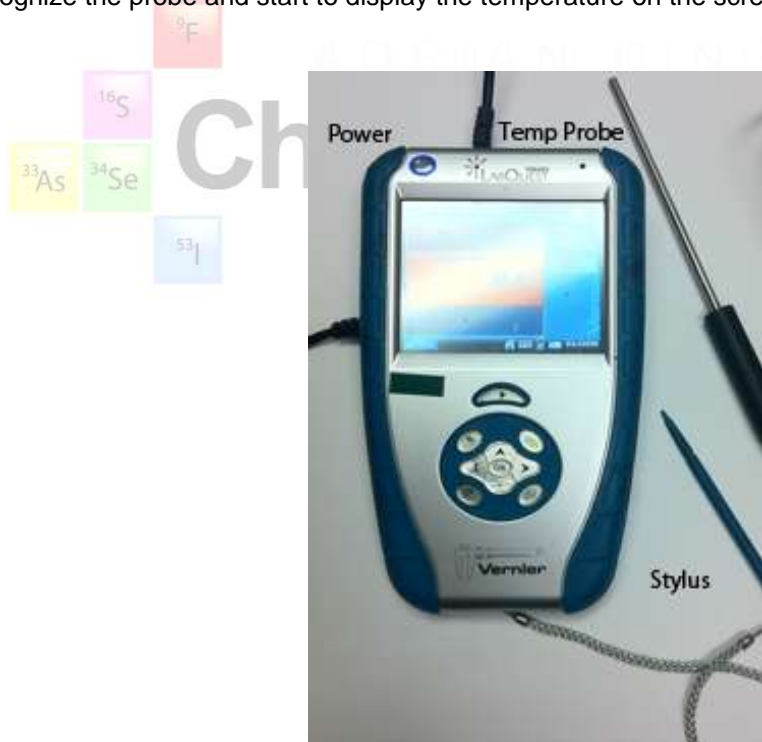 ognize the probe and start to display the temperature on the scre
9F
16S
Ch
33As 34Se
53I
Power
Temp Probe
LabQuest
Vernier
Stylus